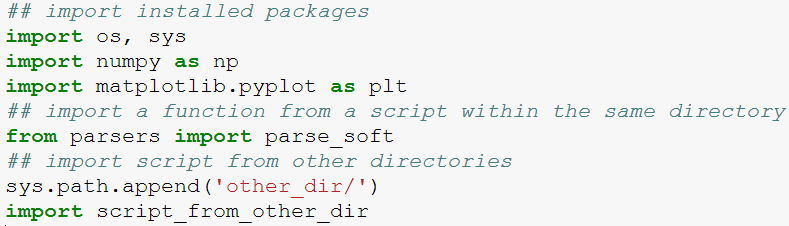 ## import installed packages
import os, sys
import numpy as np
import matplotlib.pyplot as plt
## import a function from a script within the same directory
from parsers import parse_soft
## import script from other directories
sys.path.append('other_dir/')
import script_from_other_dir